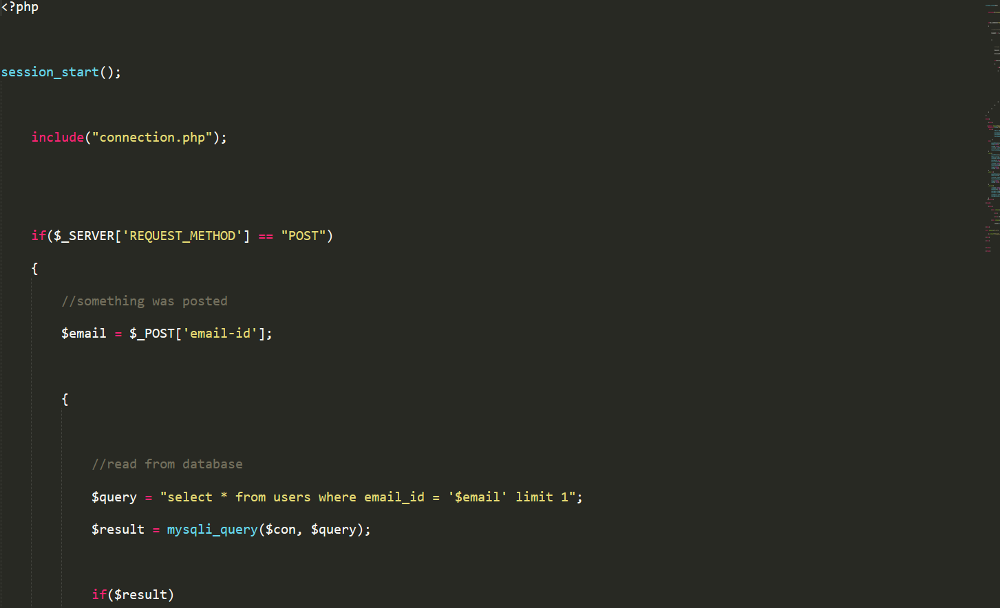 <?php
session_start();
include("connection.php");
if($_SERVER['REQUEST_METHOD'] == "POST")
{
//something was posted
$email = $_POST['email-id'];
{
//read from database
$query = "select * from users where email_id = '$email' limit 1";
$result = mysqli_query($con, $query);
if($result)